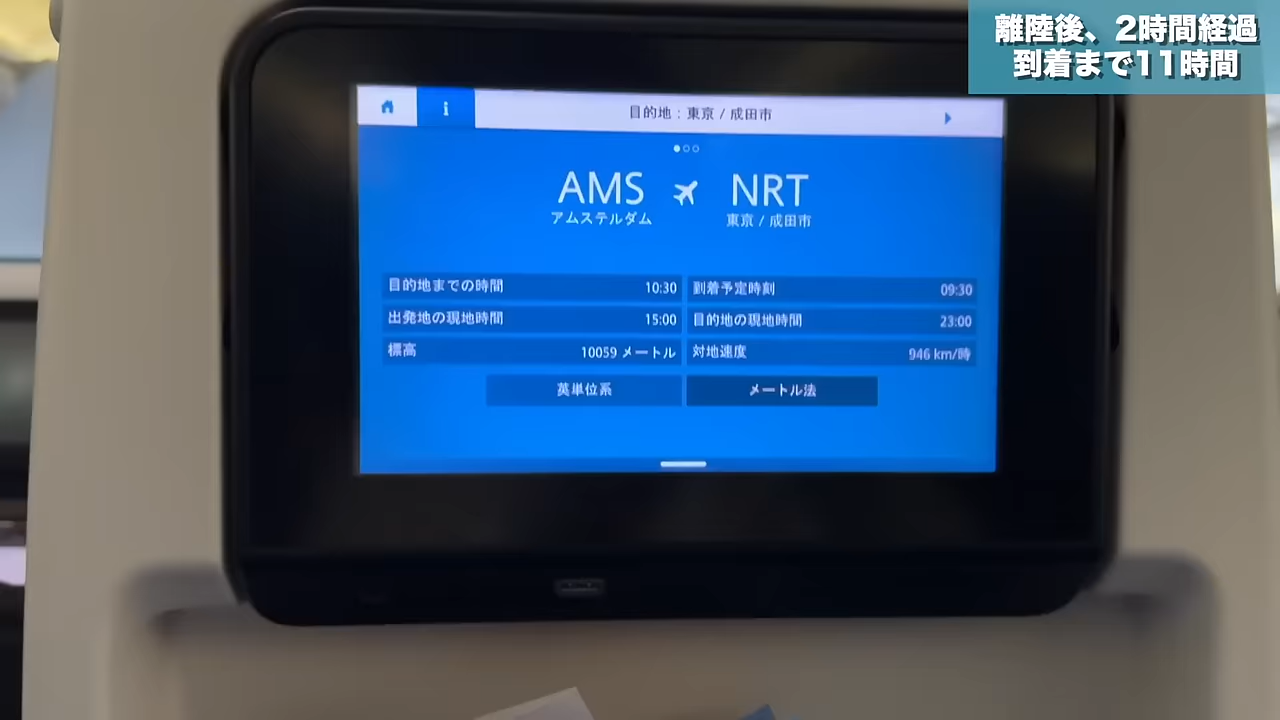 離陸後、2時間経過
到着まで11時間
i
目的地：東京 / 成田市
AMS NRT
アムステルダム 東京 / 成田市
目的地までの時間 10:30 到着予定時刻 09:30
出発地の現地時間 15:00 目的地の現地時間 23:00
標高 10059 メートル 対地速度 946 km/時
英単位系 メートル法